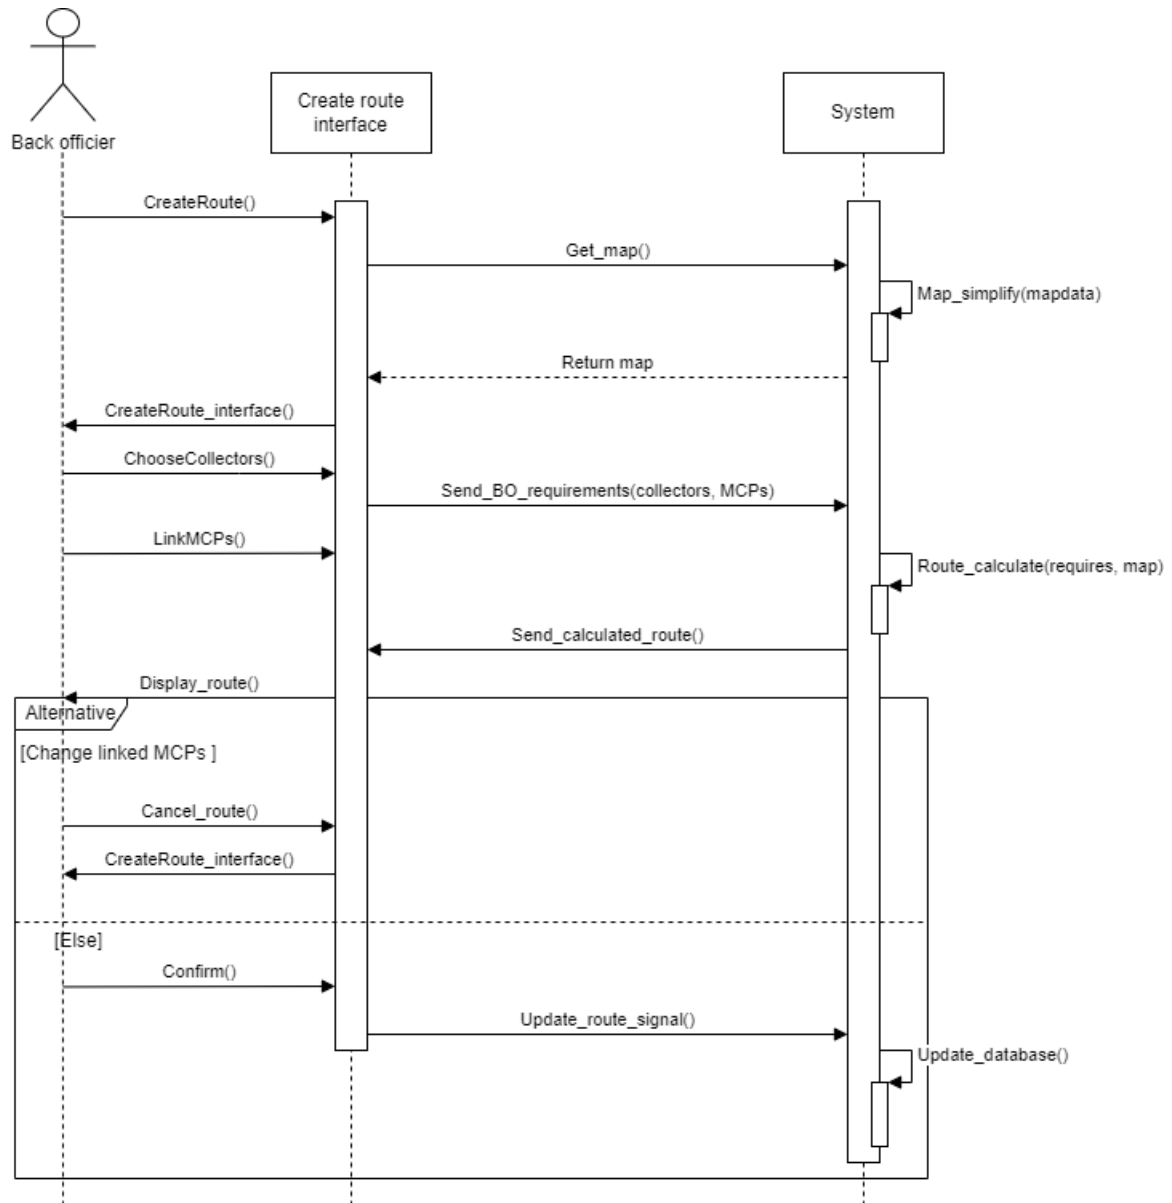 Back officier
Create route
interface
System
CreateRoute()
Get_map()
Map_simplify(mapdata)
Return map
CreateRoute_interface()
ChooseCollectors()
Send_BO_requirements(collectors, MCPs)
LinkMCPs()
Route_calculate(requires, map)
Send_calculated_route()
Display_route()
Alternative
[Change linked MCPs ]
Cancel_route()
CreateRoute_interface()
[Else]
Confirm()
Update_route_signal()
Update_database()